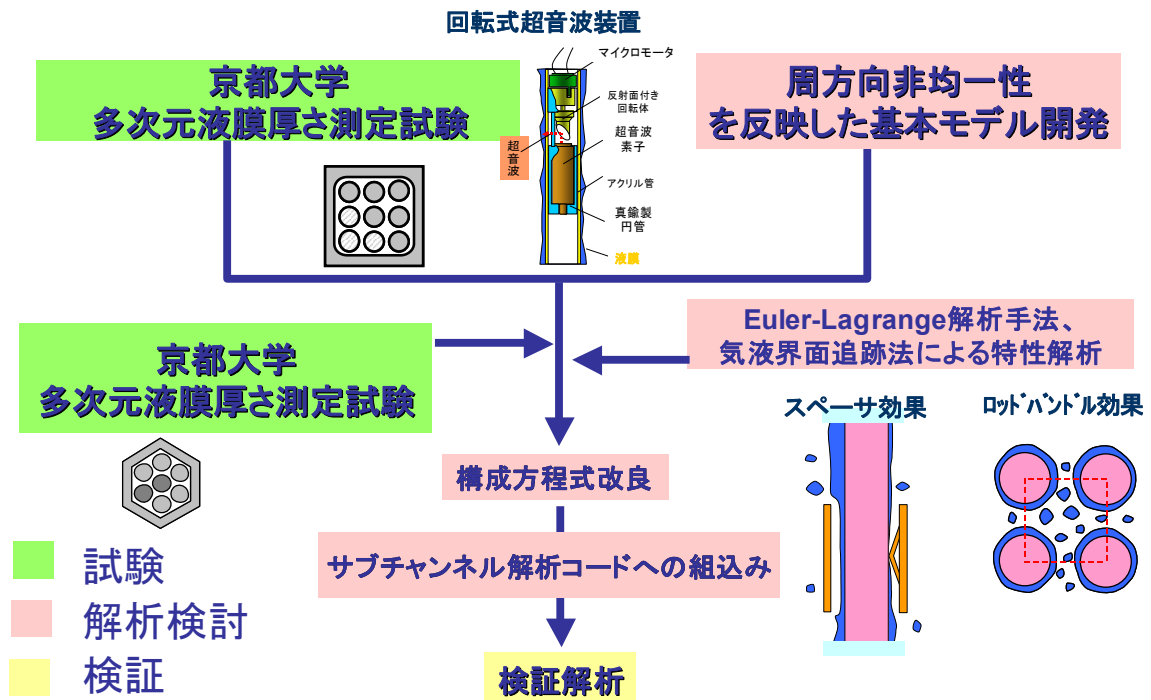 回転式超音波装置
マイクロモータ
京都大学
多次元液膜厚さ測定試験
周方向非均一性
を反映した基本モデル開発
反射面付き
回転体
超音波
素子
超
音
波
アクリル管
真鍮製
円管
液膜
Euler-Lagrange解析手法、
気液界面追跡法による特性解析
京都大学
多次元液膜厚さ測定試験
スペーサ効果
ロッドバンドル効果
構成方程式改良
サブチャンネル解析コードへの組込み
検証解析
試験
解析検討
検証